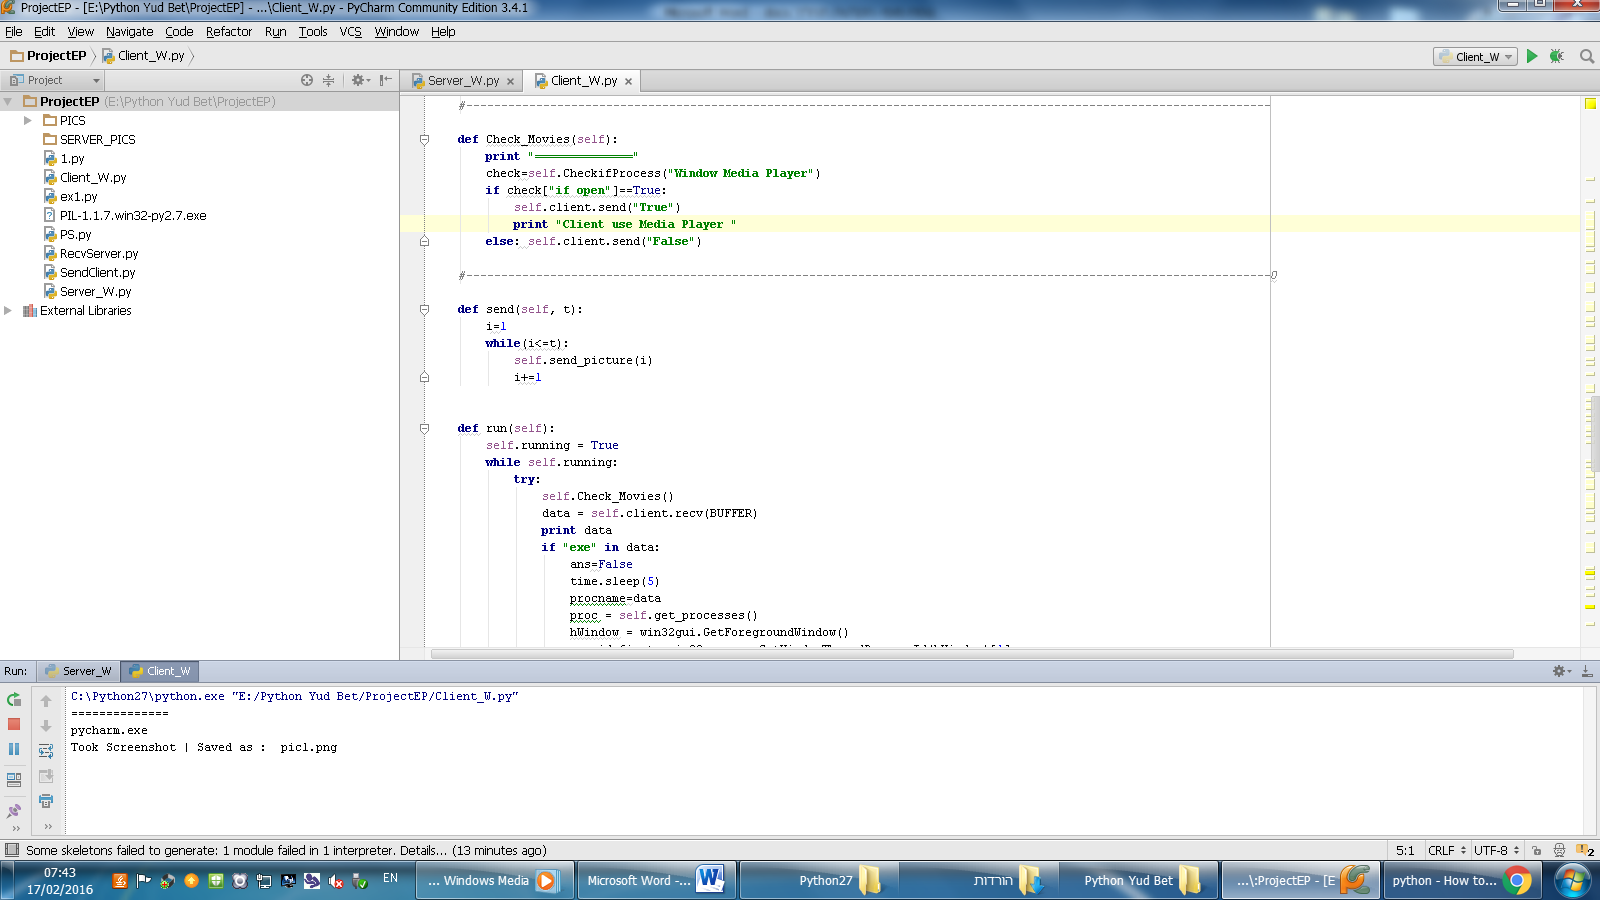 ProjectEP - [E:\Python Yud Bet\ProjectEP] - ...\Client_W.py - PyCharm Community Edition 3.4.1
File Edit View Navigate Code Refactor Run Tools VCS Window Help
ProjectEP Client_W.py Client_W
Project
Server_W.py Client_W.py
ProjectEP (E:\Python Yud Bet\ProjectEP)
PICS
SERVER_PICS
1.py
Client_W.py
ex1.py
PIL-1.1.7.win32-py2.7.exe
PS.py
RecvServer.py
SendClient.py
Server_W.py
External Libraries
#-------------------------------------------------------------------------------------------------------------------
def Check_Movies(self):
print "=============="
check=self.CheckifProcess("Window Media Player")
if check["if open"]==True:
self.client.send("True")
print "Client use Media Player "
else: self.client.send("False")
#-------------------------------------------------------------------------------------------------------------------0
def send(self, t):
i=1
while(i<=t):
self.send_picture(i)
i+=1
def run(self):
self.running = True
while self.running:
try:
self.Check_Movies()
data = self.client.recv(BUFFER)
print data
if "exe" in data:
ans=False
time.sleep(5)
procname=data
proc = self.get_processes()
hWindow = win32gui.GetForegroundWindow()
Run: Server_W Client_W
C:\Python27\python.exe "E:/Python Yud Bet/ProjectEP/Client_W.py"
==============
pycharm.exe
Took Screenshot | Saved as :  pic1.png
Some skeletons failed to generate: 1 module failed in 1 interpreter. Details... (13 minutes ago) 5:1 CRLF UTF-8 2
07:43
17/02/2016
EN
... Windows Media
Microsoft Word -...
Python27
הורדות
Python Yud Bet
...\:ProjectEP - [E
python - How to...